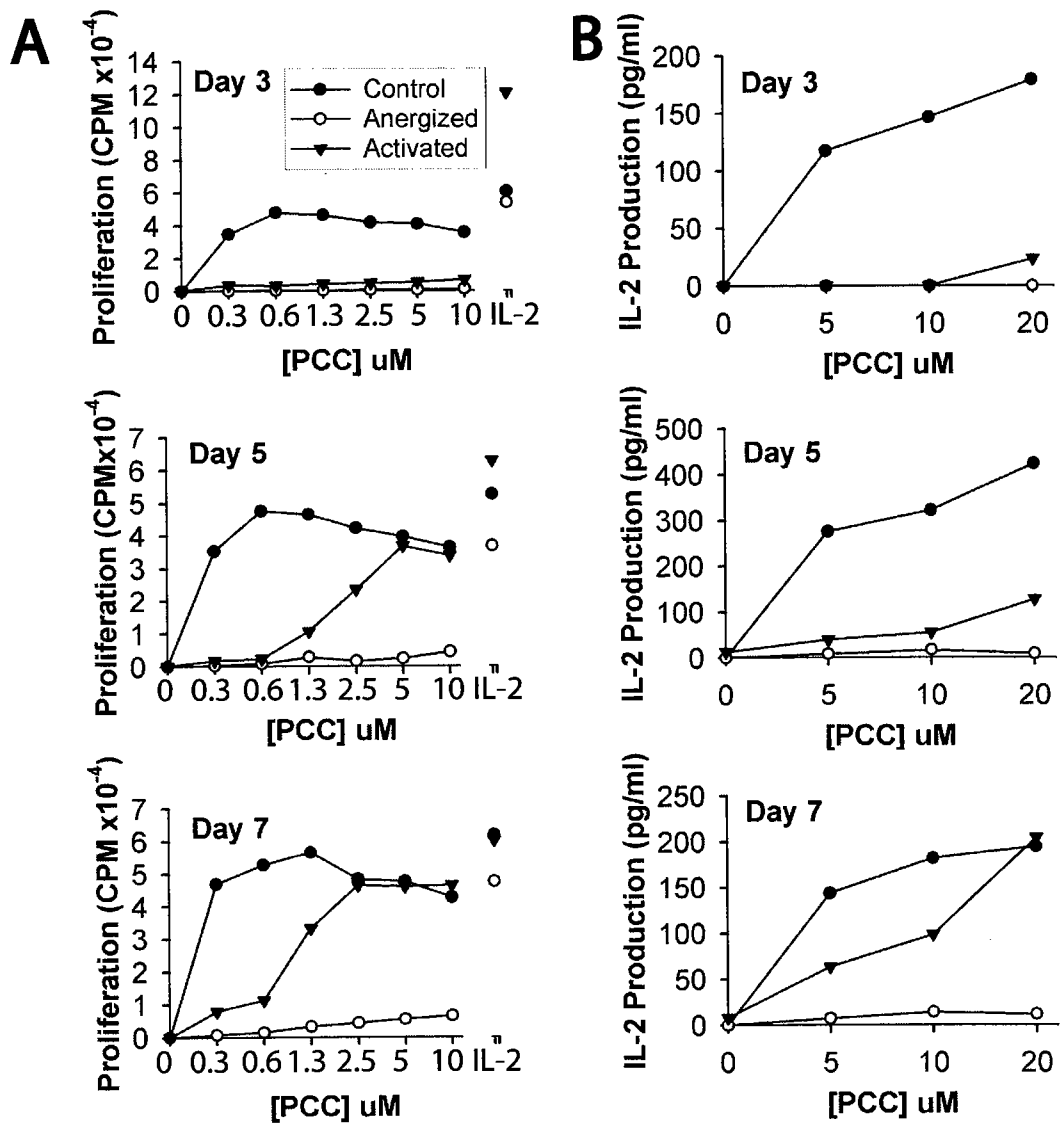 A
Proliferation (CPM x10-4)
14
12
10
8
6
4
2
0
Day 3
Control
Anergized
Activated
0 0.3 0.6 1.3 2.5 5 10 IL-2
[PCC] uM
Proliferation (CPMx10-4)
7
6
5
4
3
2
1
0
Day 5
0 0.3 0.6 1.3 2.5 5 10 IL-2
[PCC] uM
Proliferation (CPM x10-4)
7
6
5
4
3
2
1
0
Day 7
0 0.3 0.6 1.3 2.5 5 10 IL-2
[PCC] uM
B
IL-2 Production (pg/ml)
200
150
100
50
0
Day 3
0 5 10 20
[PCC] uM
IL-2 Production (pg/ml)
500
400
300
200
100
0
Day 5
0 5 10 20
[PCC] uM
IL-2 Production (pg/ml)
250
200
150
100
50
0
Day 7
0 5 10 20
[PCC] uM